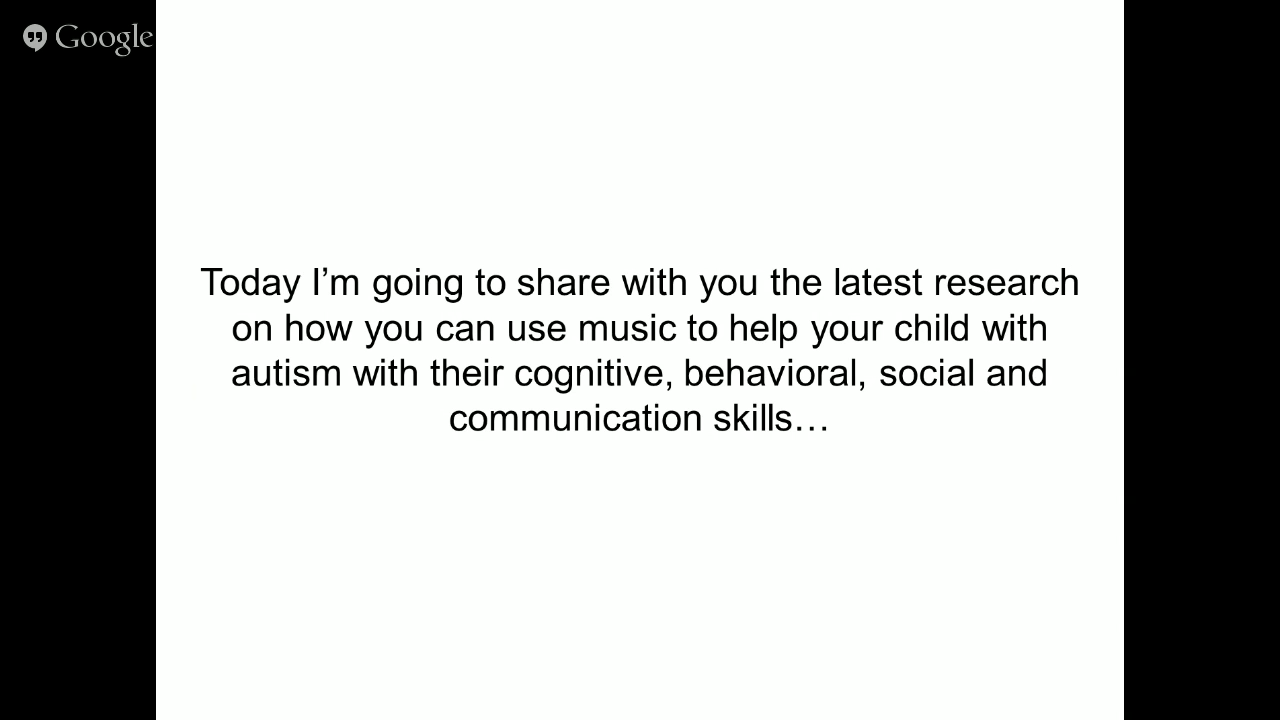 Google
Today I’m going to share with you the latest research
on how you can use music to help your child with
autism with their cognitive, behavioral, social and
communication skills…